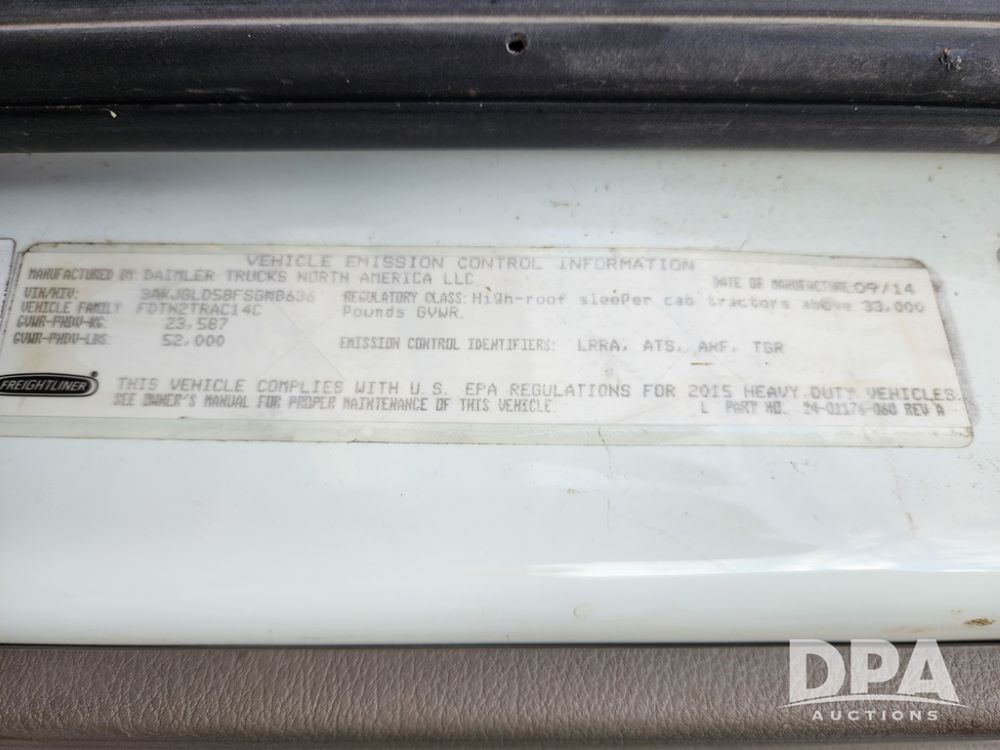 VEHICLE EMISSION CONTROL INFORMATION
MANUFACTURED BY: DAIMLER TRUCKS NORTH AMERICA LLC DATE OF MANUFACTURE: 09/14
VIN/NIV: 3AKJGLD58FSGM8636 REGULATORY CLASS: High-roof sleeper cab tractors above 33,000
VEHICLE FAMILY FDTN2TRAC14C Pounds GVWR.
GVWR-PNBV-KG: 23,587
GVWR-PNBV-LBS: 52,000 EMISSION CONTROL IDENTIFIERS: LRRA, ATS, ARF, TGR
FREIGHTLINER THIS VEHICLE COMPLIES WITH U.S. EPA REGULATIONS FOR 2015 HEAVY DUTY VEHICLES.
SEE OWNER'S MANUAL FOR PROPER MAINTENANCE OF THIS VEHICLE. L PART NO. 24-01176-060 REV A
DPA
AUCTIONS